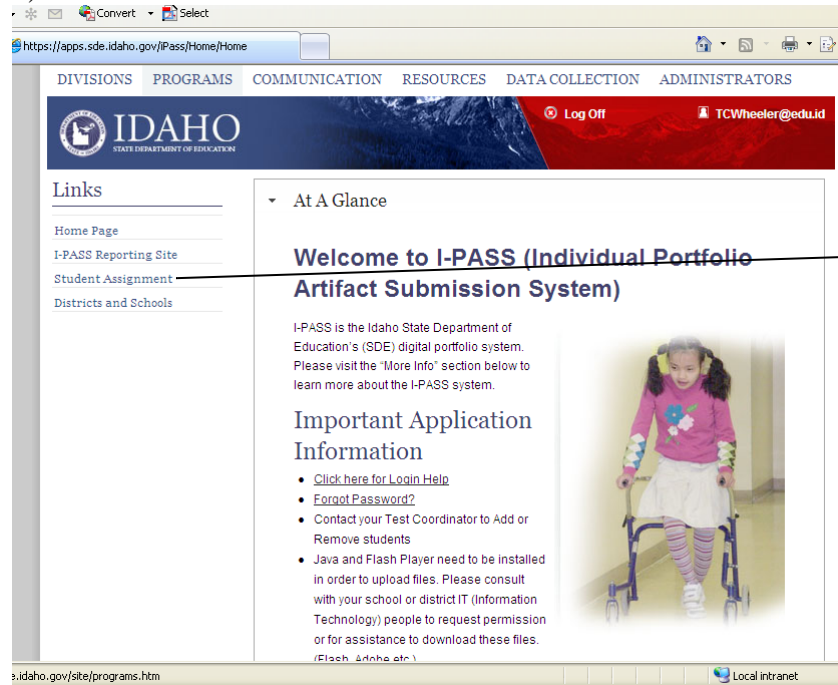 Convert Select
https://apps.sde.idaho.gov/iPass/Home/Home
DIVISIONS PROGRAMS COMMUNICATION RESOURCES DATA COLLECTION ADMINISTRATORS
IDAHO
STATE DEPARTMENT OF EDUCATION
Log Off TCWheeler@edu.id
Links
Home Page
I-PASS Reporting Site
Student Assignment
Districts and Schools
At A Glance
Welcome to I-PASS (Individual Portfolio
Artifact Submission System)
I-PASS is the Idaho State Department of
Education's (SDE) digital portfolio system.
Please visit the “More Info” section below to
learn more about the I-PASS system.
Important Application
Information
Click here for Login Help
Forgot Password?
Contact your Test Coordinator to Add or
Remove students
Java and Flash Player need to be installed
in order to upload files. Please consult
with your school or district IT (Information
Technology) people to request permission
or for assistance to download these files.
(Flash, Adobe etc.)
e.idaho.gov/site/programs.htm
Local intranet